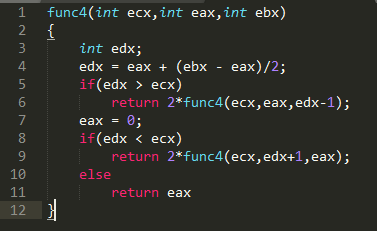 1 func4(int ecx,int eax,int ebx)
2 {
3     int edx;
4     edx = eax + (ebx - eax)/2;
5     if(edx > ecx)
6         return 2*func4(ecx,eax,edx-1);
7     eax = 0;
8     if(edx < ecx)
9         return 2*func4(ecx,edx+1,eax);
10     else
11         return eax
12 }